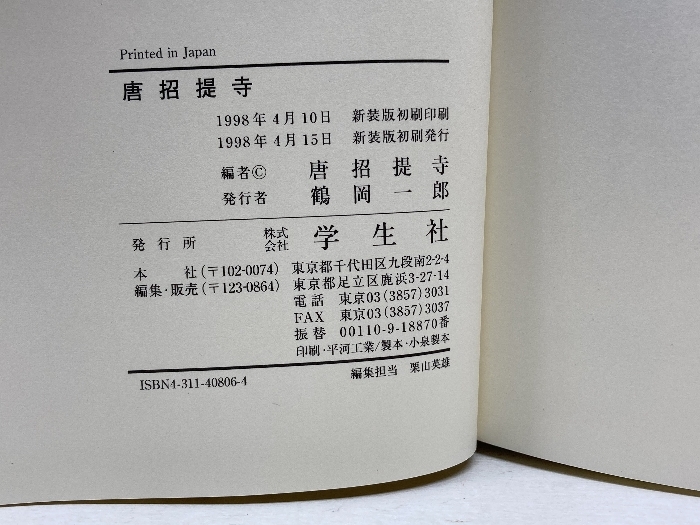 Printed in Japan
唐招提寺
1998年4月10日 新装版初刷印刷
1998年4月15日 新装版初刷発行
編者© 唐招提寺
発行者 鶴岡一郎
発行所 株式会社 学生社
本社(〒102-0074) 東京都千代田区九段南2-2-4
編集・販売(〒123-0864) 東京都足立区鹿浜3-27-14
電話 東京03(3857)3031
FAX 東京03(3857)3037
振替 00110-9-18870番
印刷・平河工業/製本・小泉製本
ISBN4-311-40806-4
編集担当 栗山英雄